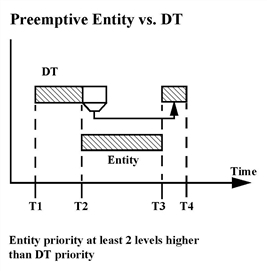 Preemptive Entity vs. DT
DT
Entity
Time
T1 T2 T3 T4
Entity priority at least 2 levels higher
than DT priority